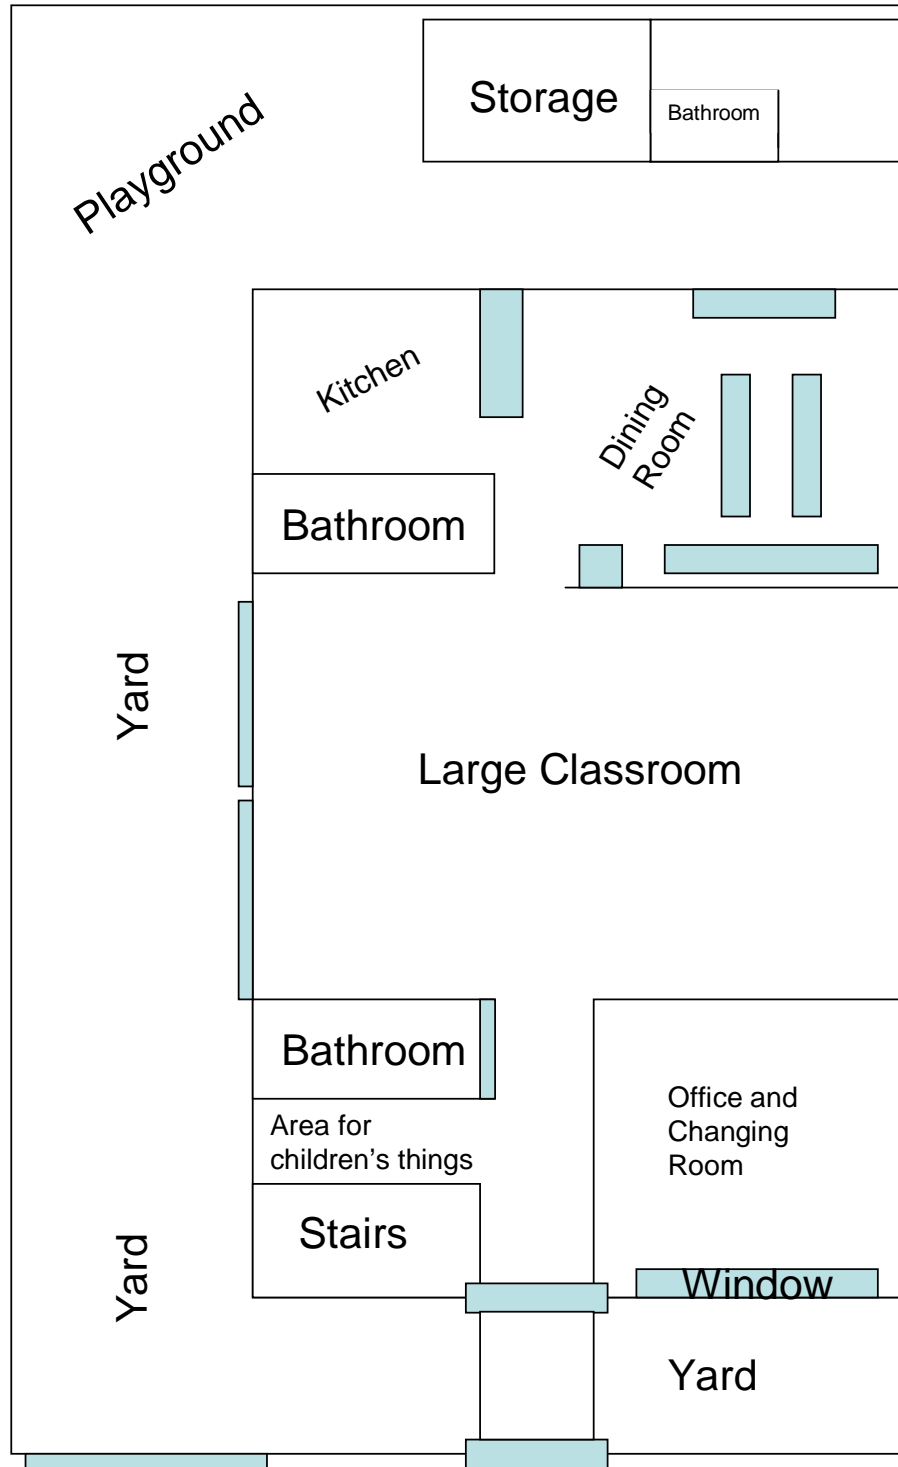 Storage
Bathroom
Playground
Kitchen
Dining
Room
Bathroom
Yard
Large Classroom
Bathroom
Office and
Changing
Room
Area for
children’s things
Stairs
Yard
Window
Yard